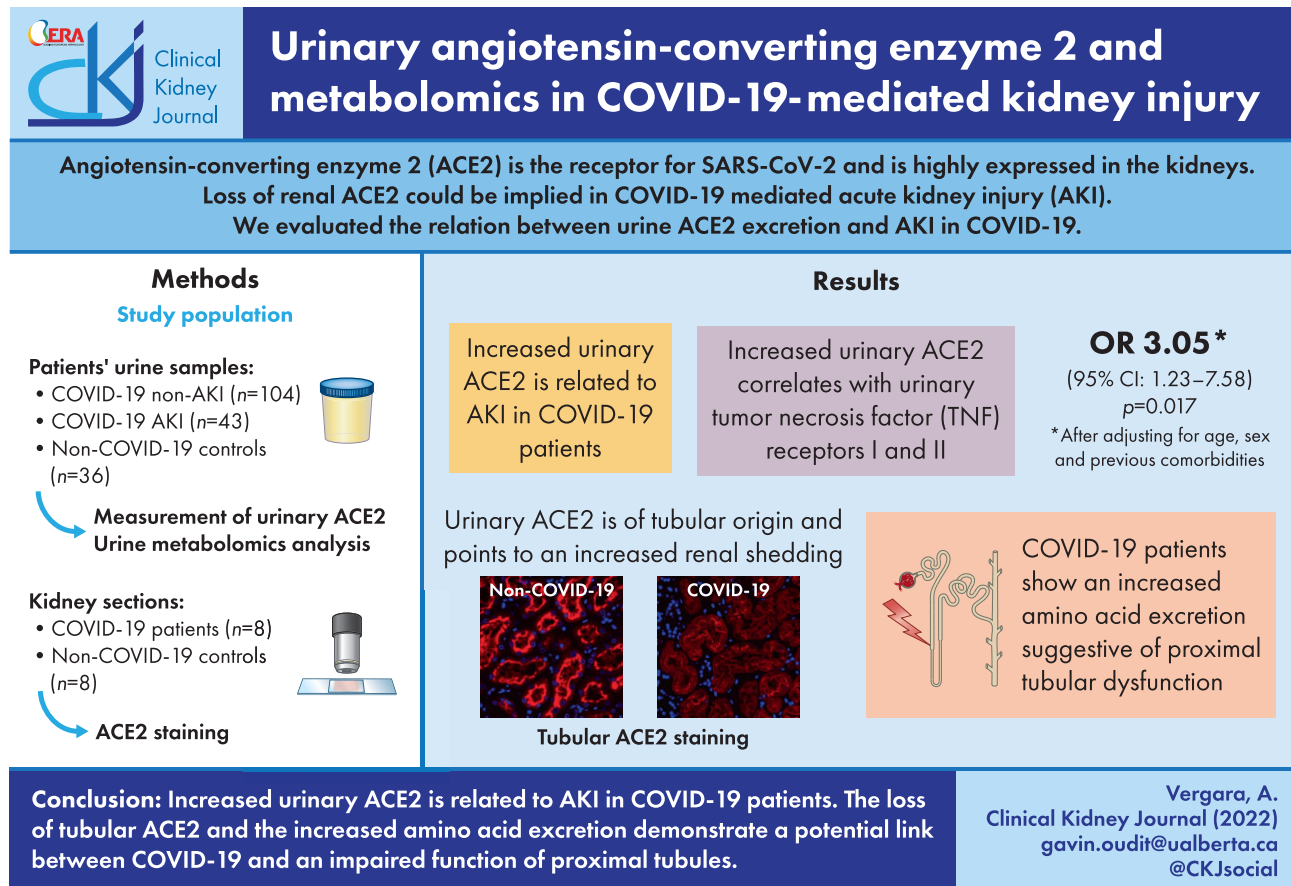 ERA
CKJ
Clinical
Kidney
Journal
Urinary angiotensin-converting enzyme 2 and
metabolomics in COVID-19-mediated kidney injury
Angiotensin-converting enzyme 2 (ACE2) is the receptor for SARS-CoV-2 and is highly expressed in the kidneys.
Loss of renal ACE2 could be implied in COVID-19 mediated acute kidney injury (AKI).
We evaluated the relation between urine ACE2 excretion and AKI in COVID-19.
Methods
Study population
Patients' urine samples:
• COVID-19 non-AKI (n=104)
• COVID-19 AKI (n=43)
• Non-COVID-19 controls
(n=36)
Measurement of urinary ACE2
Urine metabolomics analysis
Kidney sections:
• COVID-19 patients (n=8)
• Non-COVID-19 controls
(n=8)
ACE2 staining
Results
Increased urinary
ACE2 is related to
AKI in COVID-19
patients
Increased urinary ACE2
correlates with urinary
tumor necrosis factor (TNF)
receptors I and II
OR 3.05*
(95% CI: 1.23–7.58)
p=0.017
*After adjusting for age, sex
and previous comorbidities
Urinary ACE2 is of tubular origin and
points to an increased renal shedding
Non-COVID-19
COVID-19
Tubular ACE2 staining
COVID-19 patients
show an increased
amino acid excretion
suggestive of proximal
tubular dysfunction
Conclusion: Increased urinary ACE2 is related to AKI in COVID-19 patients. The loss
of tubular ACE2 and the increased amino acid excretion demonstrate a potential link
between COVID-19 and an impaired function of proximal tubules.
Vergara, A.
Clinical Kidney Journal (2022)
gavin.oudit@ualberta.ca
@CKJsocial